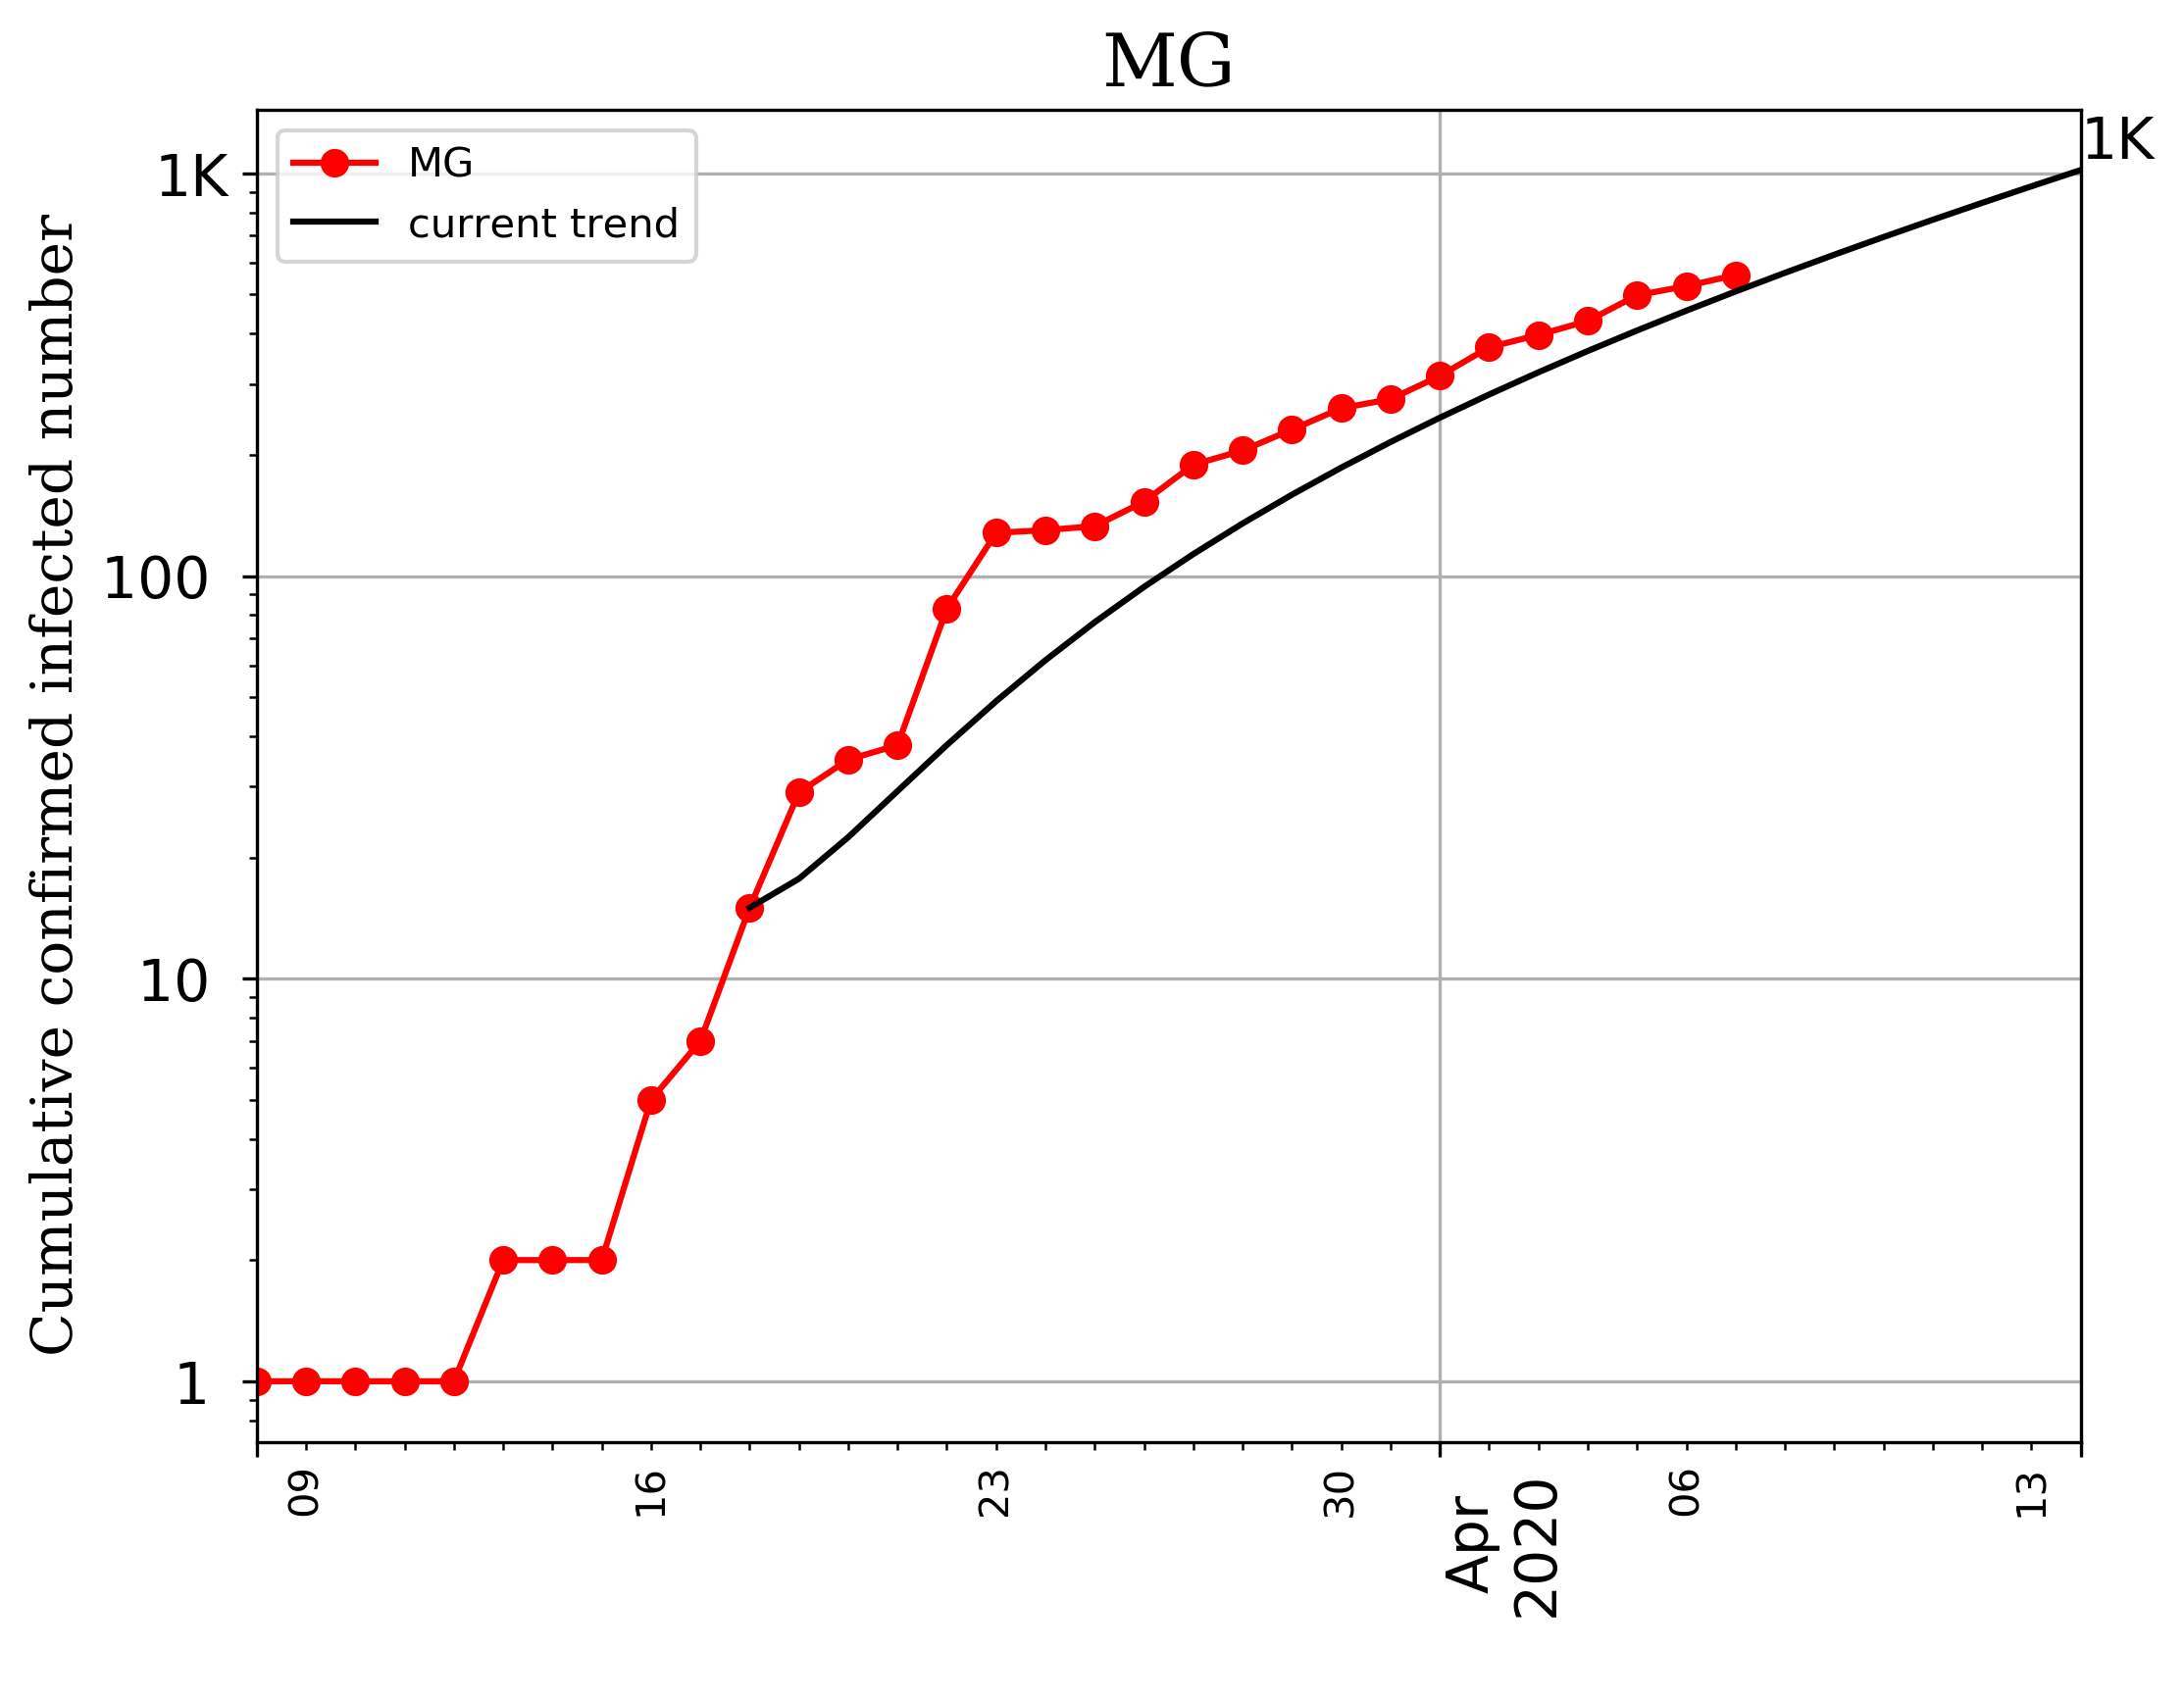 MG
1K
MG
current trend
1K
100
10
1
Cumulative confirmed infected number
09
16
23
30
Apr
2020
06
13